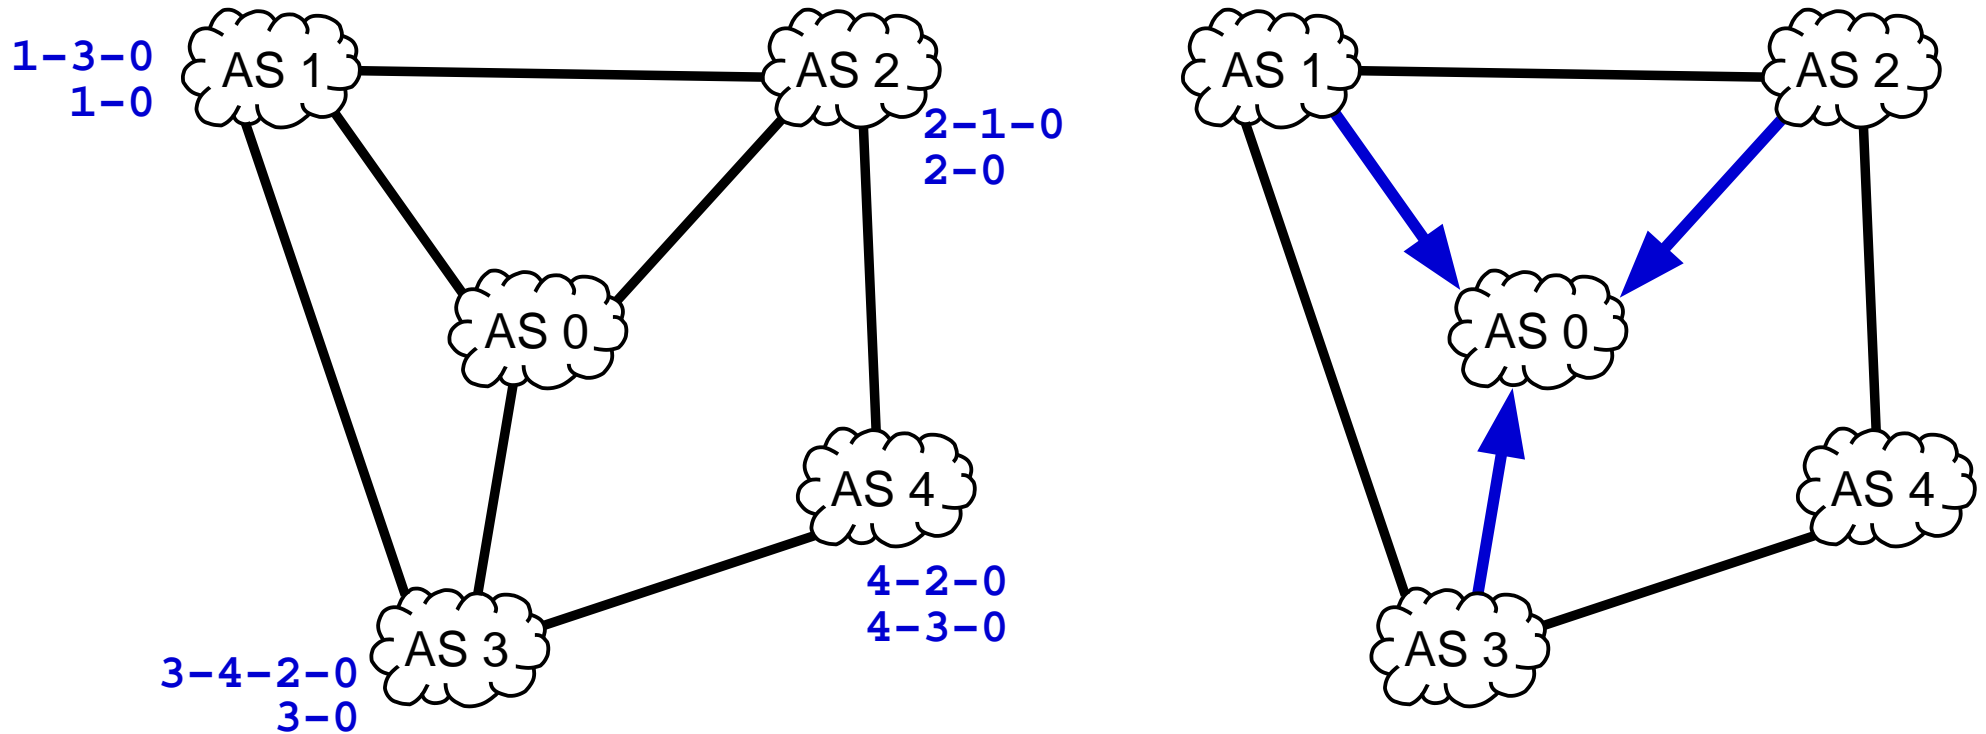 AS 1
1-3-0
1-0
AS 2
2-1-0
2-0
AS 0
AS 4
4-2-0
4-3-0
AS 3
3-4-2-0
3-0
AS 1
AS 2
AS 0
AS 4
AS 3